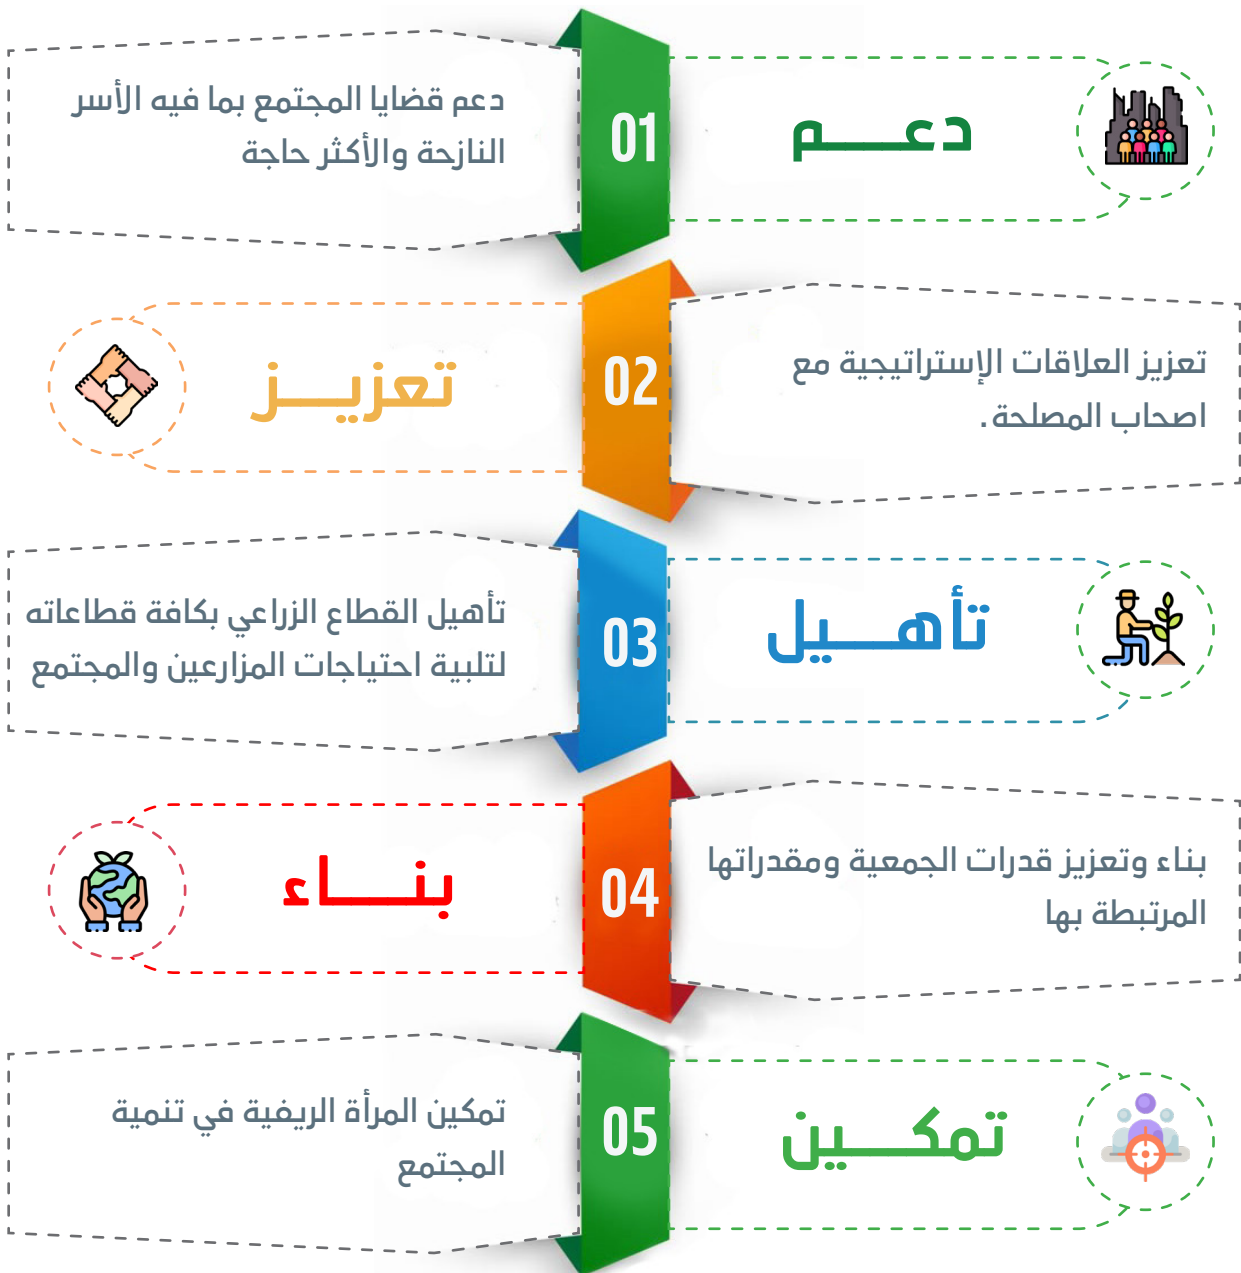 01
دعـــم
دعم قضايا المجتمع بما فيه الأسر
النازحة والأكثر حاجة
02
تعزيـــز
تعزيز العلاقات الإستراتيجية مع
اصحاب المصلحة.
03
تأهـــيل
تأهيل القطاع الزراعي بكافة قطاعاته
لتلبية احتياجات المزارعين والمجتمع
04
بنـــاء
بناء وتعزيز قدرات الجمعية ومقدراتها
المرتبطة بها
05
تمكـــين
تمكين المرأة الريفية في تنمية
المجتمع